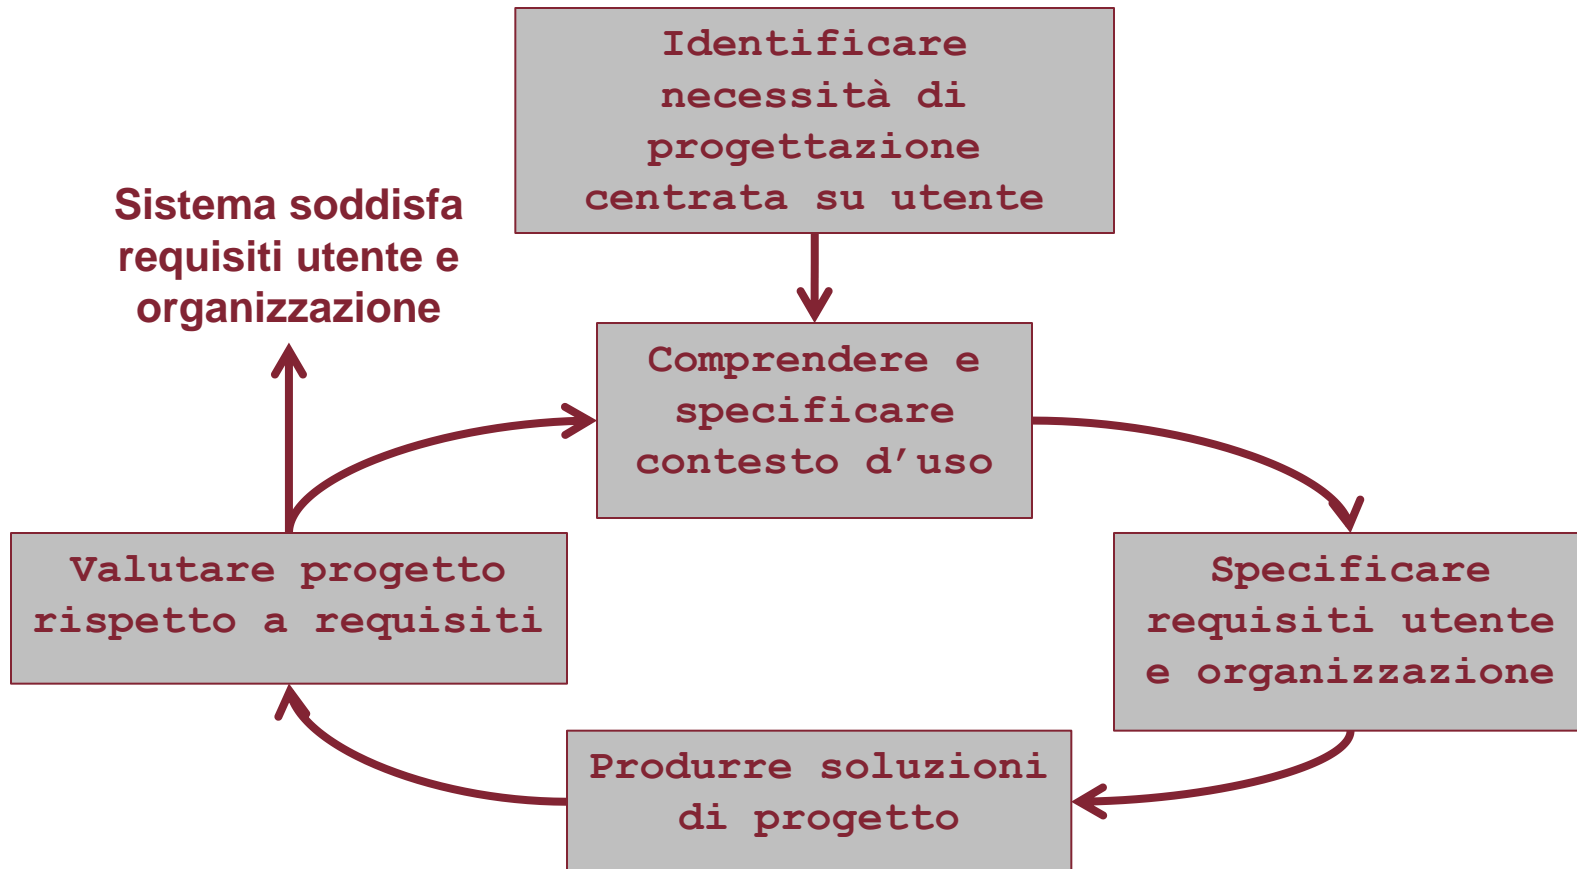 Identificare
necessità di
progettazione
centrata su utente
Sistema soddisfa
requisiti utente e
organizzazione
Comprendere e
specificare
contesto d’uso
Valutare progetto
rispetto a requisiti
Specificare
requisiti utente
e organizzazione
Produrre soluzioni
di progetto